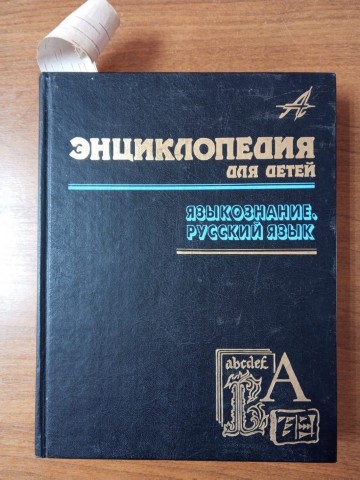 ЭНЦИКЛОПЕДИЯ
ДЛЯ ДЕТЕЙ
ЯЗЫКОЗНАНИЕ.
РУССКИЙ ЯЗЫК
abcdef
А